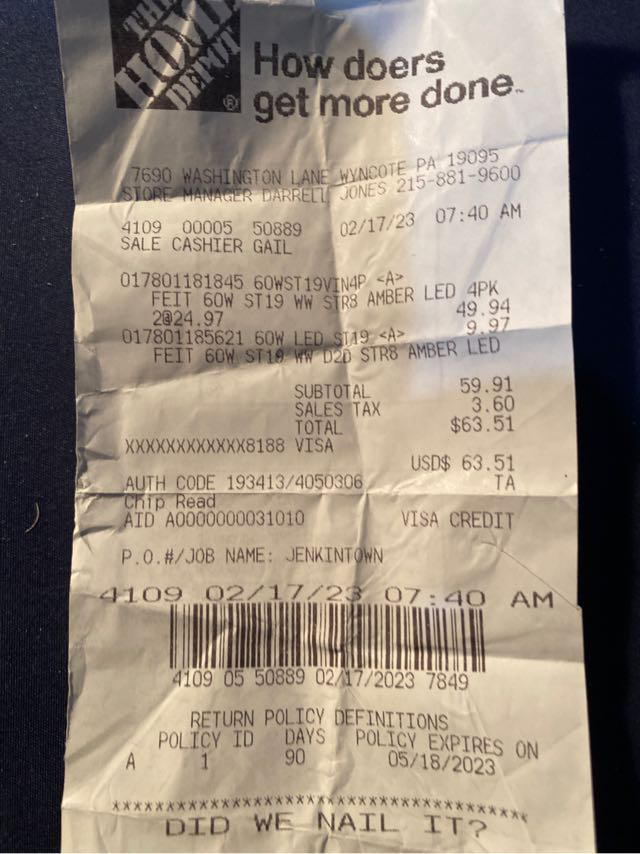 THE
HOME
DEPOT
®
How doers
get more done™
7690 WASHINGTON LANE WYNCOTE PA 19095
STORE MANAGER DARRELL JONES 215-881-9600
4109 00005 50889 02/17/23 07:40 AM
SALE CASHIER GAIL
017801181845 60WST19VIN4P <A>
FEIT 60W ST19 WW STR8 AMBER LED 4PK
2@24.97 49.94
017801185621 60W LED ST19 <A> 9.97
FEIT 60W ST19 WW D2D STR8 AMBER LED
SUBTOTAL 59.91
SALES TAX 3.60
TOTAL $63.51
XXXXXXXXXXXX8188 VISA
USD$ 63.51
AUTH CODE 193413/4050306 TA
Chip Read
AID A0000000031010 VISA CREDIT
P.O.#/JOB NAME: JENKINTOWN
4109 02/17/23 07:40 AM
4109 05 50889 02/17/2023 7849
RETURN POLICY DEFINITIONS
POLICY ID DAYS POLICY EXPIRES ON
A 1 90 05/18/2023
****************************************
DID WE NAIL IT?